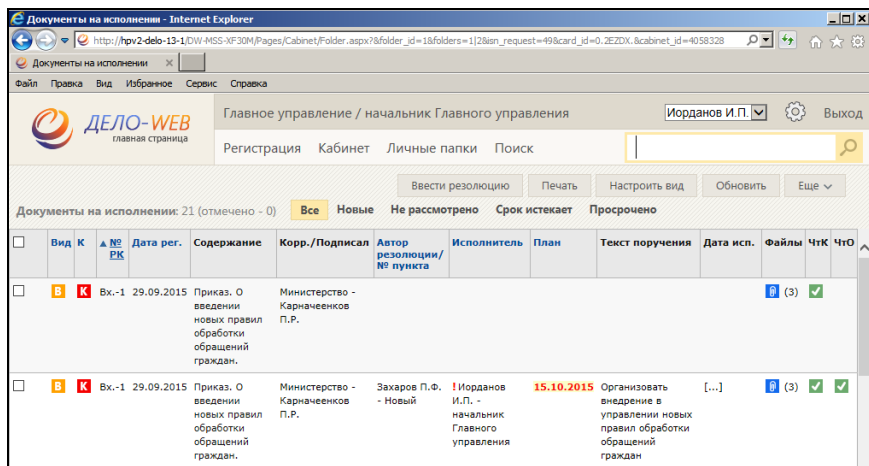 Документы на исполнении - Internet Explorer
http://hpv2-delo-13-1/DW-MSS-XF30M/Pages/Cabinet/Folder.aspx?&folder_id=1&folders=1|2&isn_request=49&card_id=0.2EZDX.&cabinet_id=4058328
Документы на исполнении
Файл Правка Вид Избранное Сервис Справка
ДЕЛО-WEB
главная страница
Главное управление / начальник Главного управления
Иорданов И.П.
Выход
Регистрация Кабинет Личные папки Поиск
Ввести резолюцию Печать Настроить вид Обновить Еще
Документы на исполнении: 21 (отмечено - 0) Все Новые Не рассмотрено Срок истекает Просрочено
Вид К № РК Дата рег. Содержание Корр./Подписал Автор резолюции/ № пункта Исполнитель План Текст поручения Дата исп. Файлы ЧтК ЧтО
В К Вх.-1 29.09.2015 Приказ. О Министерство - (3)
введении Карначеенков
новых правил П.Р.
обработки
обращений
граждан.
В К Вх.-1 29.09.2015 Приказ. О Министерство - Захаров П.Ф. !Иорданов 15.10.2015 Организовать [...] (3)
введении Карначеенков - Новый И.П. - внедрение в
новых правил П.Р. начальник управлении новых
обработки Главного правил обработки
обращений управления обращений
граждан. граждан